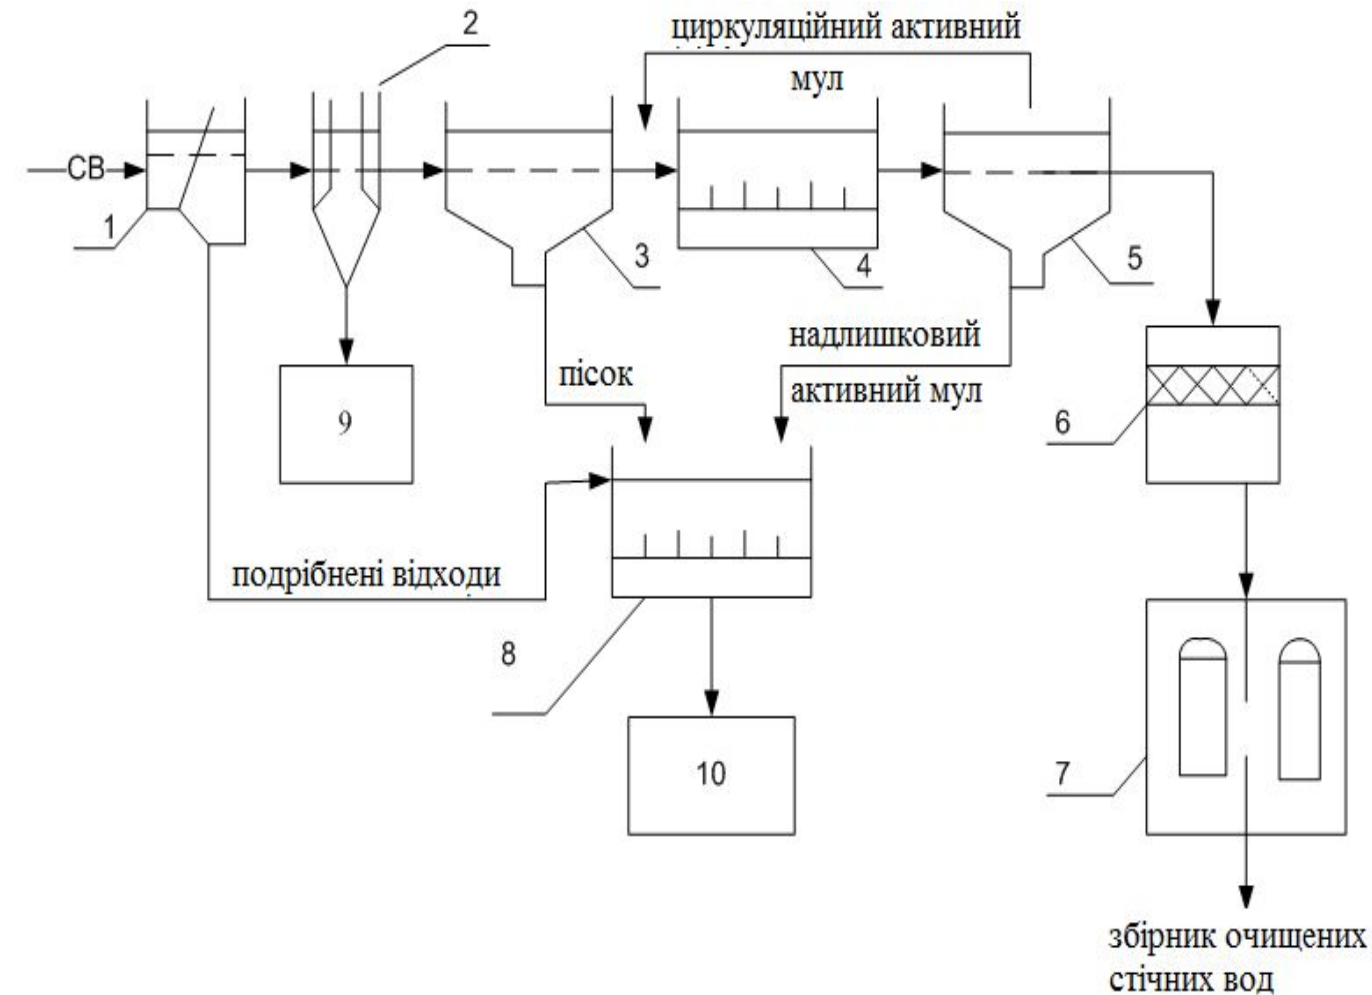 2
циркуляційний активний
мул
СВ
1
3
4
5
надлишковий
активний мул
пісок
9
6
подрібнені відходи
8
10
7
збірник очищених
стічних вод